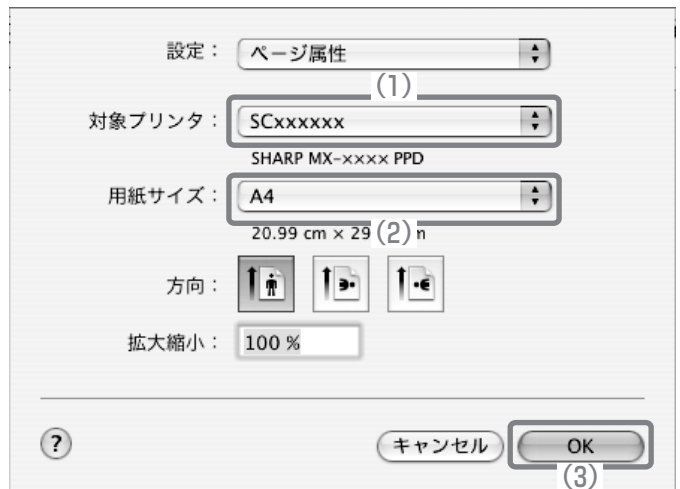 設定： ページ属性
(1)
対象プリンタ： SCxxxxxx
SHARP MX-xxxx PPD
用紙サイズ： A4
20.99 cm × 29 (2) m
方向：
拡大縮小： 100 %
? キャンセル OK
(3)